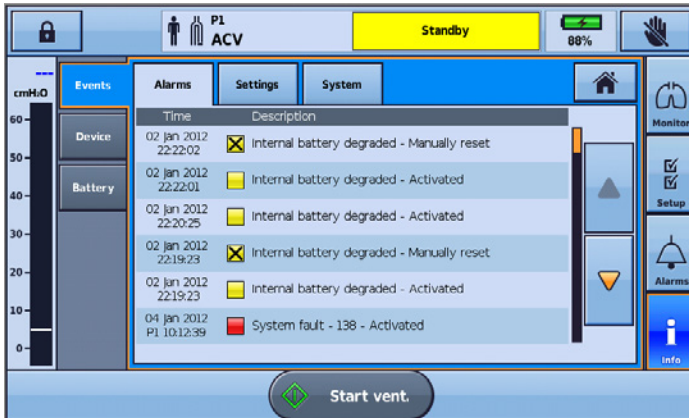 P1
ACV
Standby
88%
---
cmH₂O
60
50
40
30
20
10
0
Events
Device
Battery
Alarms
Settings
System
Time Description
02 Jan 2012
22:22:02
Internal battery degraded - Manually reset
02 Jan 2012
22:22:01
Internal battery degraded - Activated
02 Jan 2012
22:20:25
Internal battery degraded - Activated
02 Jan 2012
22:19:23
Internal battery degraded - Manually reset
02 Jan 2012
22:19:23
Internal battery degraded - Activated
04 Jan 2012
P1 10:12:39
System fault - 138 - Activated
Monitor
Setup
Alarms
i
Info
Start vent.